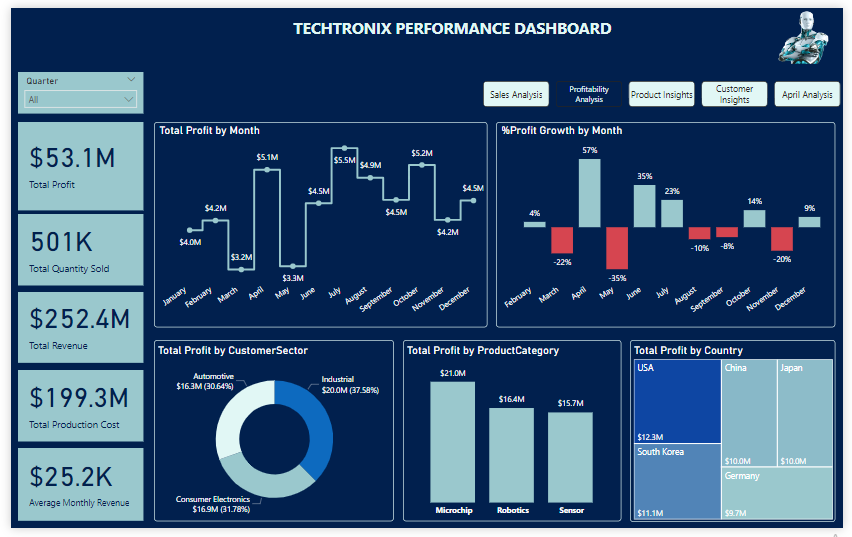 TECHTRONIX PERFORMANCE DASHBOARD
Quarter
All
Sales Analysis
Profitability
Analysis
Product Insights
Customer
Insights
April Analysis
$53.1M
Total Profit
501K
Total Quantity Sold
$252.4M
Total Revenue
$199.3M
Total Production Cost
$25.2K
Average Monthly Revenue
Total Profit by Month
$4.0M
$4.2M
$3.2M
$5.1M
$3.3M
$4.5M
$5.5M
$4.9M
$4.5M
$5.2M
$4.2M
$4.5M
January
February
March
April
May
June
July
August
September
October
November
December
%Profit Growth by Month
4%
-22%
57%
-35%
35%
23%
-10%
-8%
14%
-20%
9%
February
March
April
May
June
July
August
September
October
November
December
Total Profit by CustomerSector
Automotive
$16.3M (30.64%)
Industrial
$20.0M (37.58%)
Consumer Electronics
$16.9M (31.78%)
Total Profit by ProductCategory
$21.0M
$16.4M
$15.7M
Microchip
Robotics
Sensor
Total Profit by Country
USA
$12.3M
South Korea
$11.1M
China
$10.0M
Japan
$10.0M
Germany
$9.7M